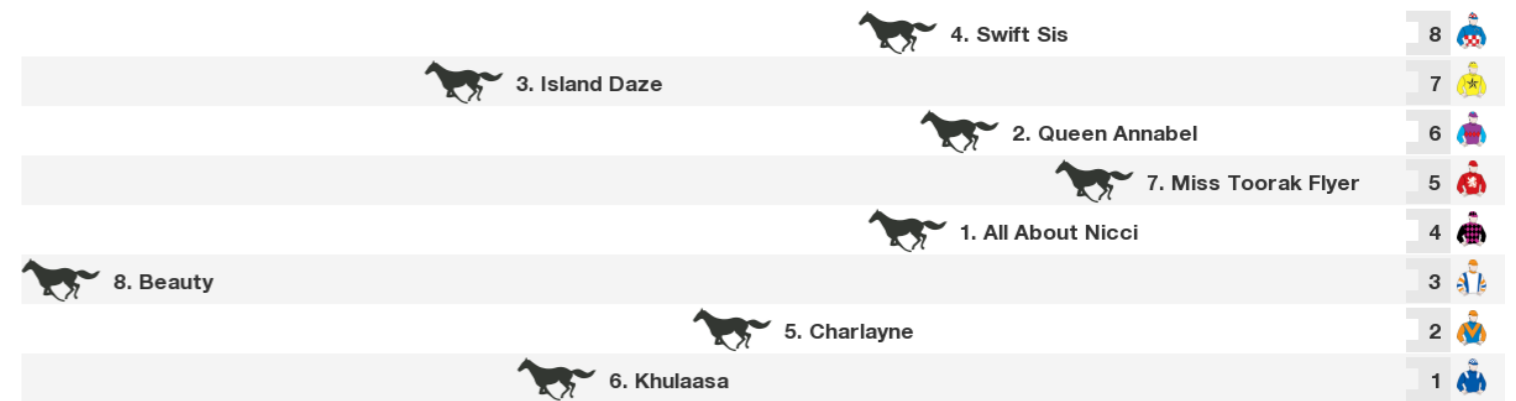 4. Swift Sis 8
3. Island Daze 7
2. Queen Annabel 6
7. Miss Toorak Flyer 5
1. All About Nicci 4
8. Beauty 3
5. Charlayne 2
6. Khulaasa 1